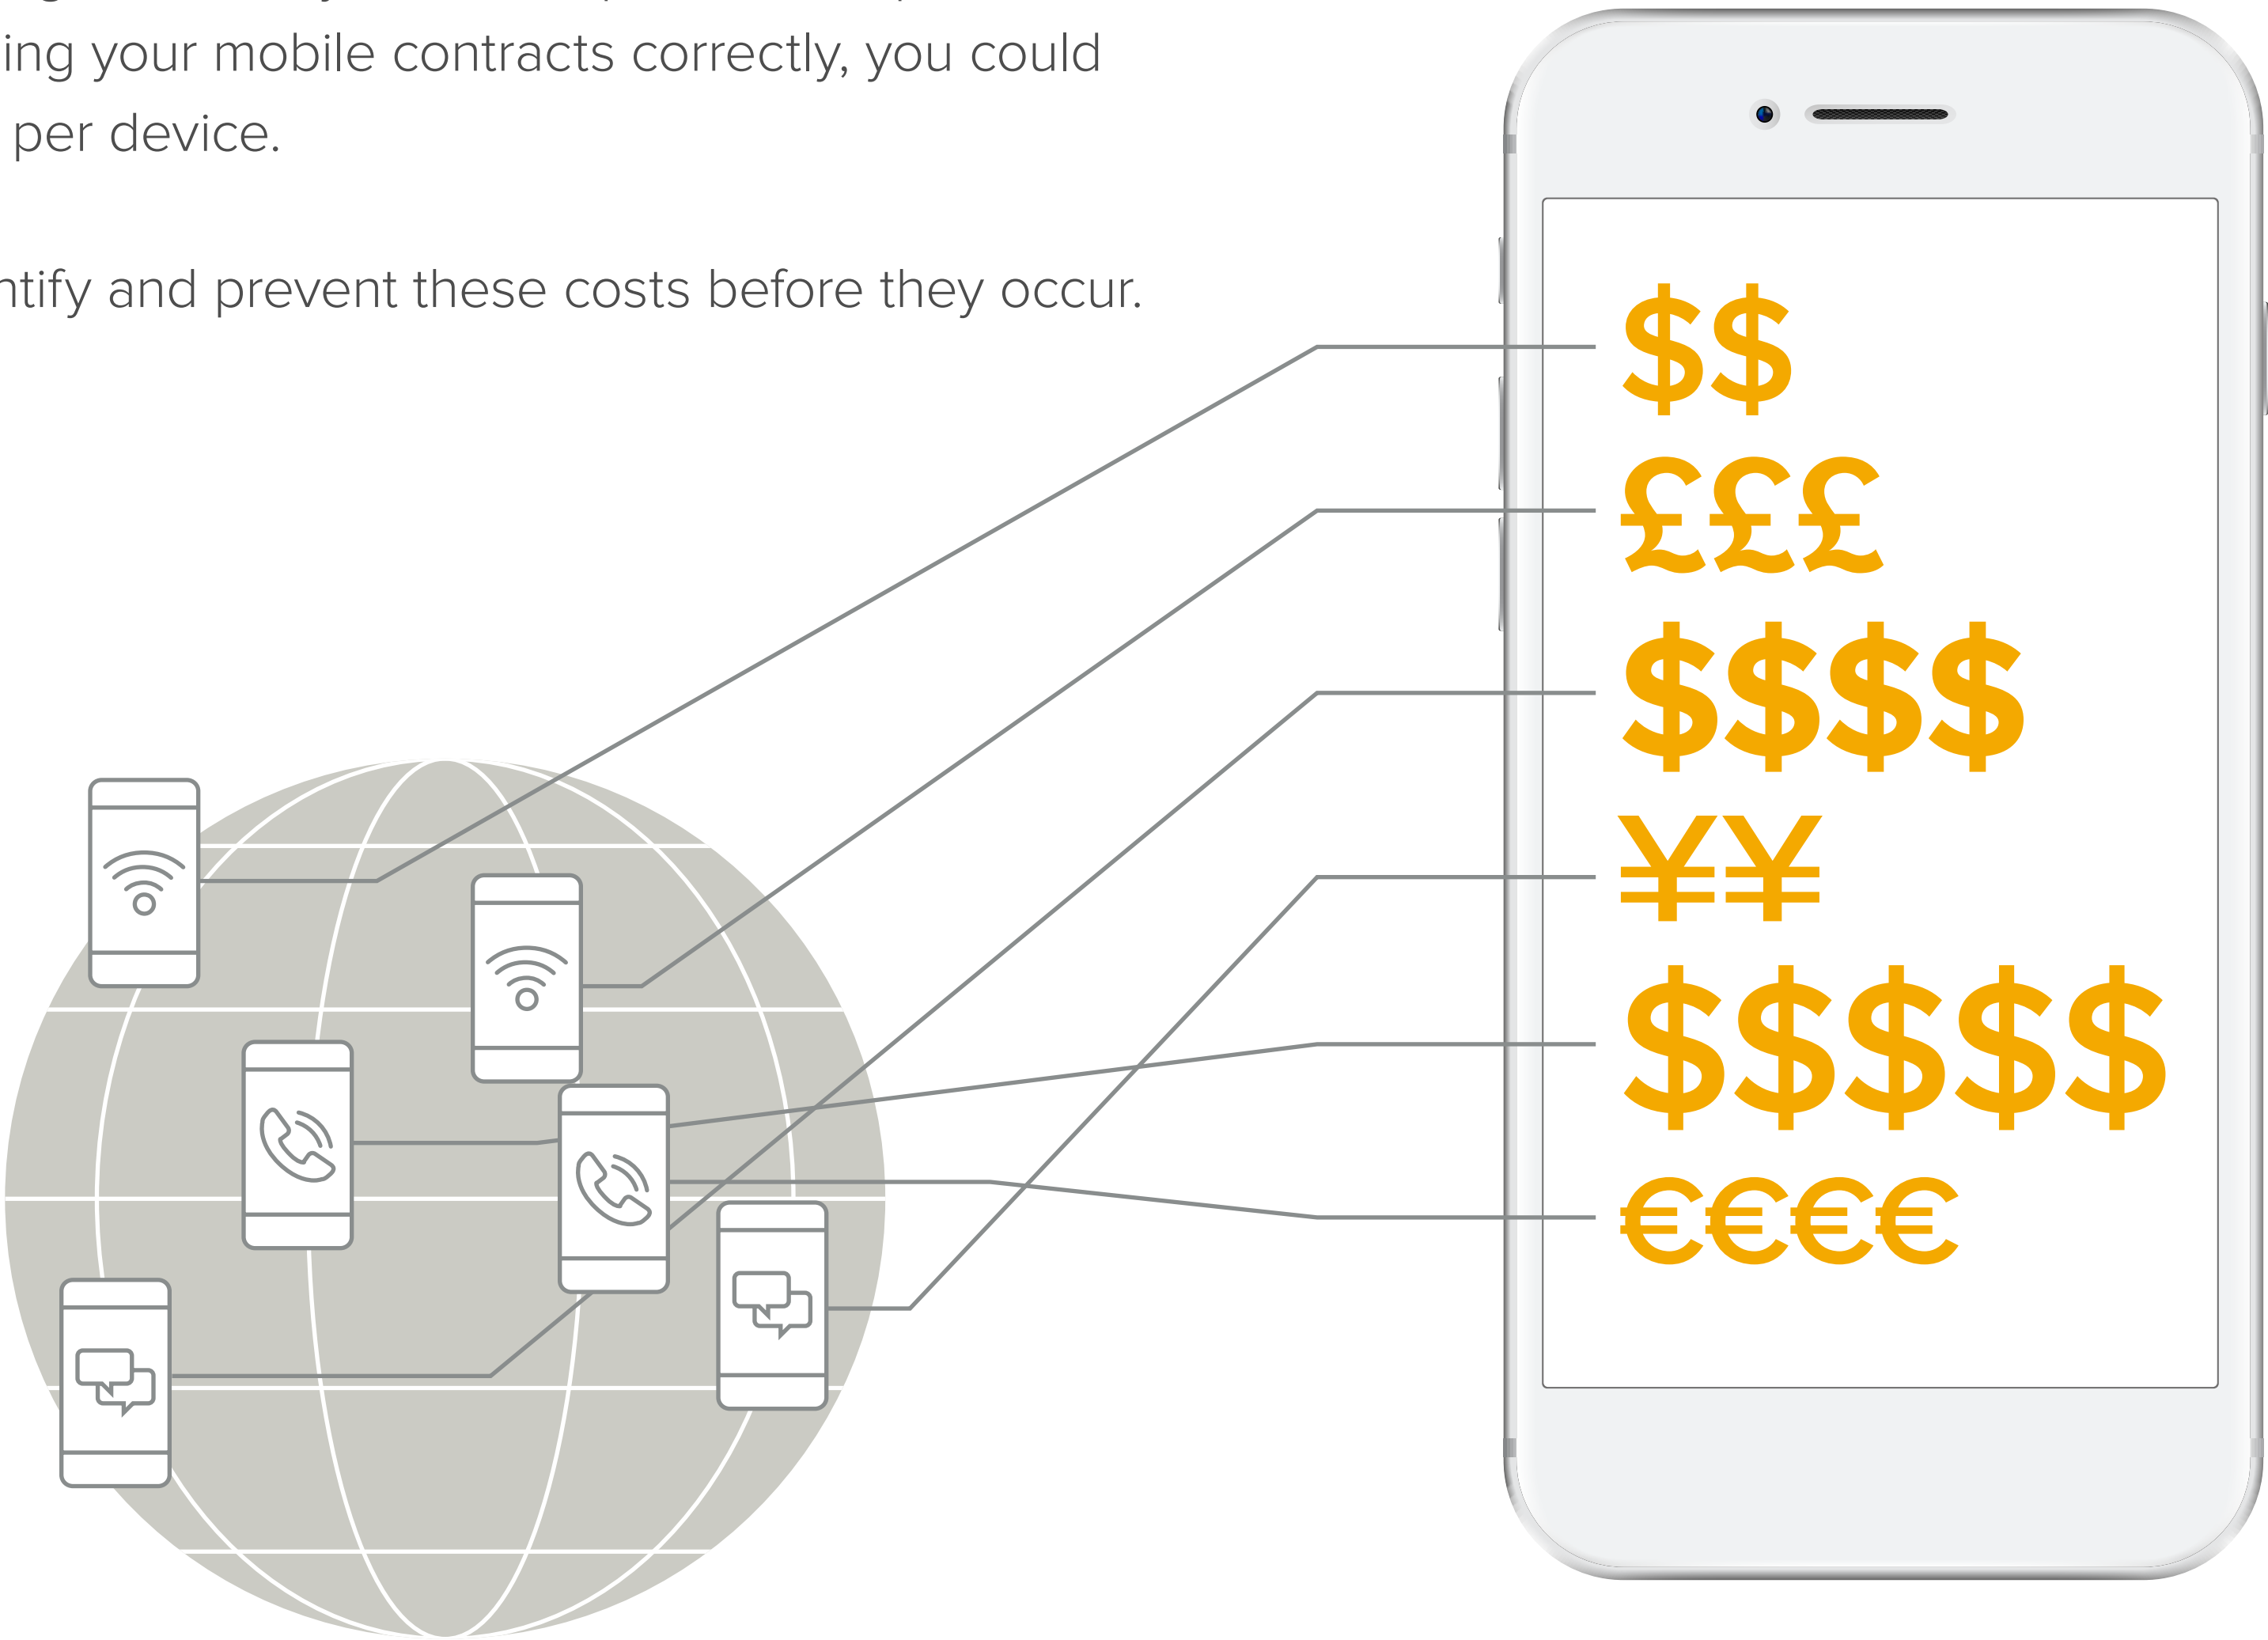 ing your mobile contracts correctly, you could
per device.
ntify and prevent these costs before they occur.
$$
£££
$$$$
¥¥
$$$$$
€€€€